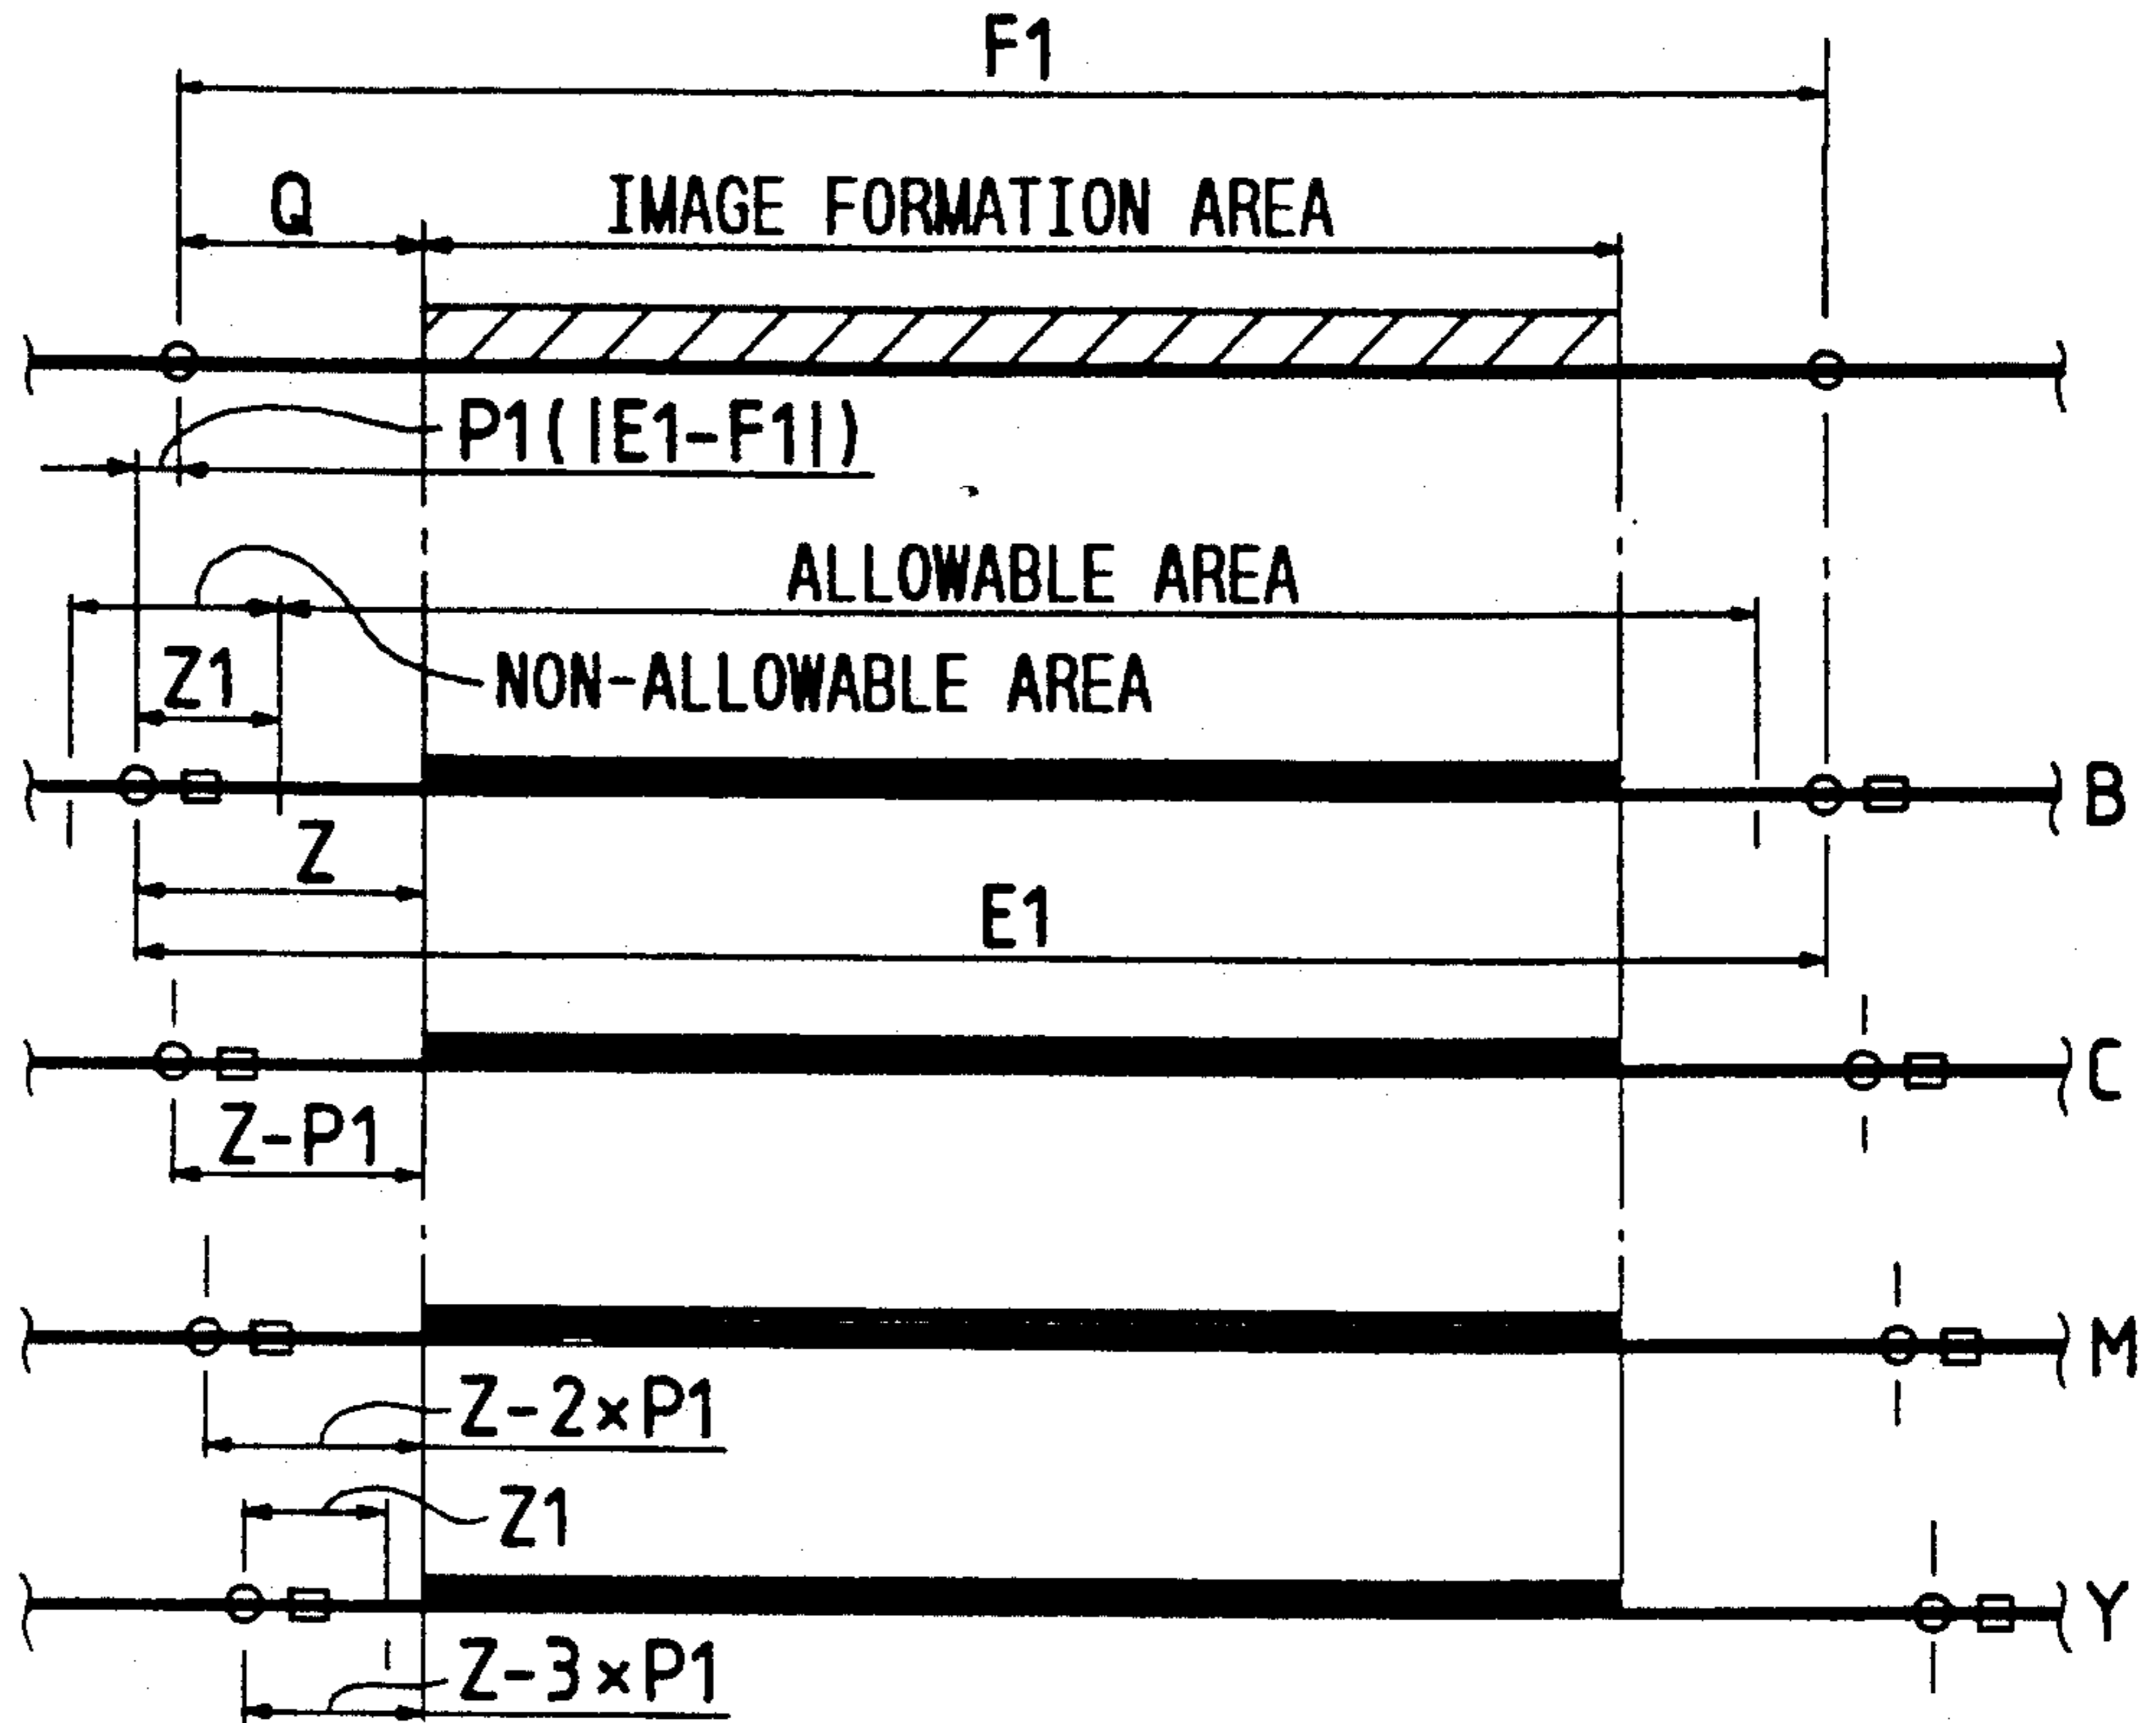 F1
Q
IMAGE FORMATION AREA
P1(|E1-F1|)
ALLOWABLE AREA
Z1
NON-ALLOWABLE AREA
B
Z
E1
C
Z-P1
M
Z-2×P1
Z1
Y
Z-3×P1